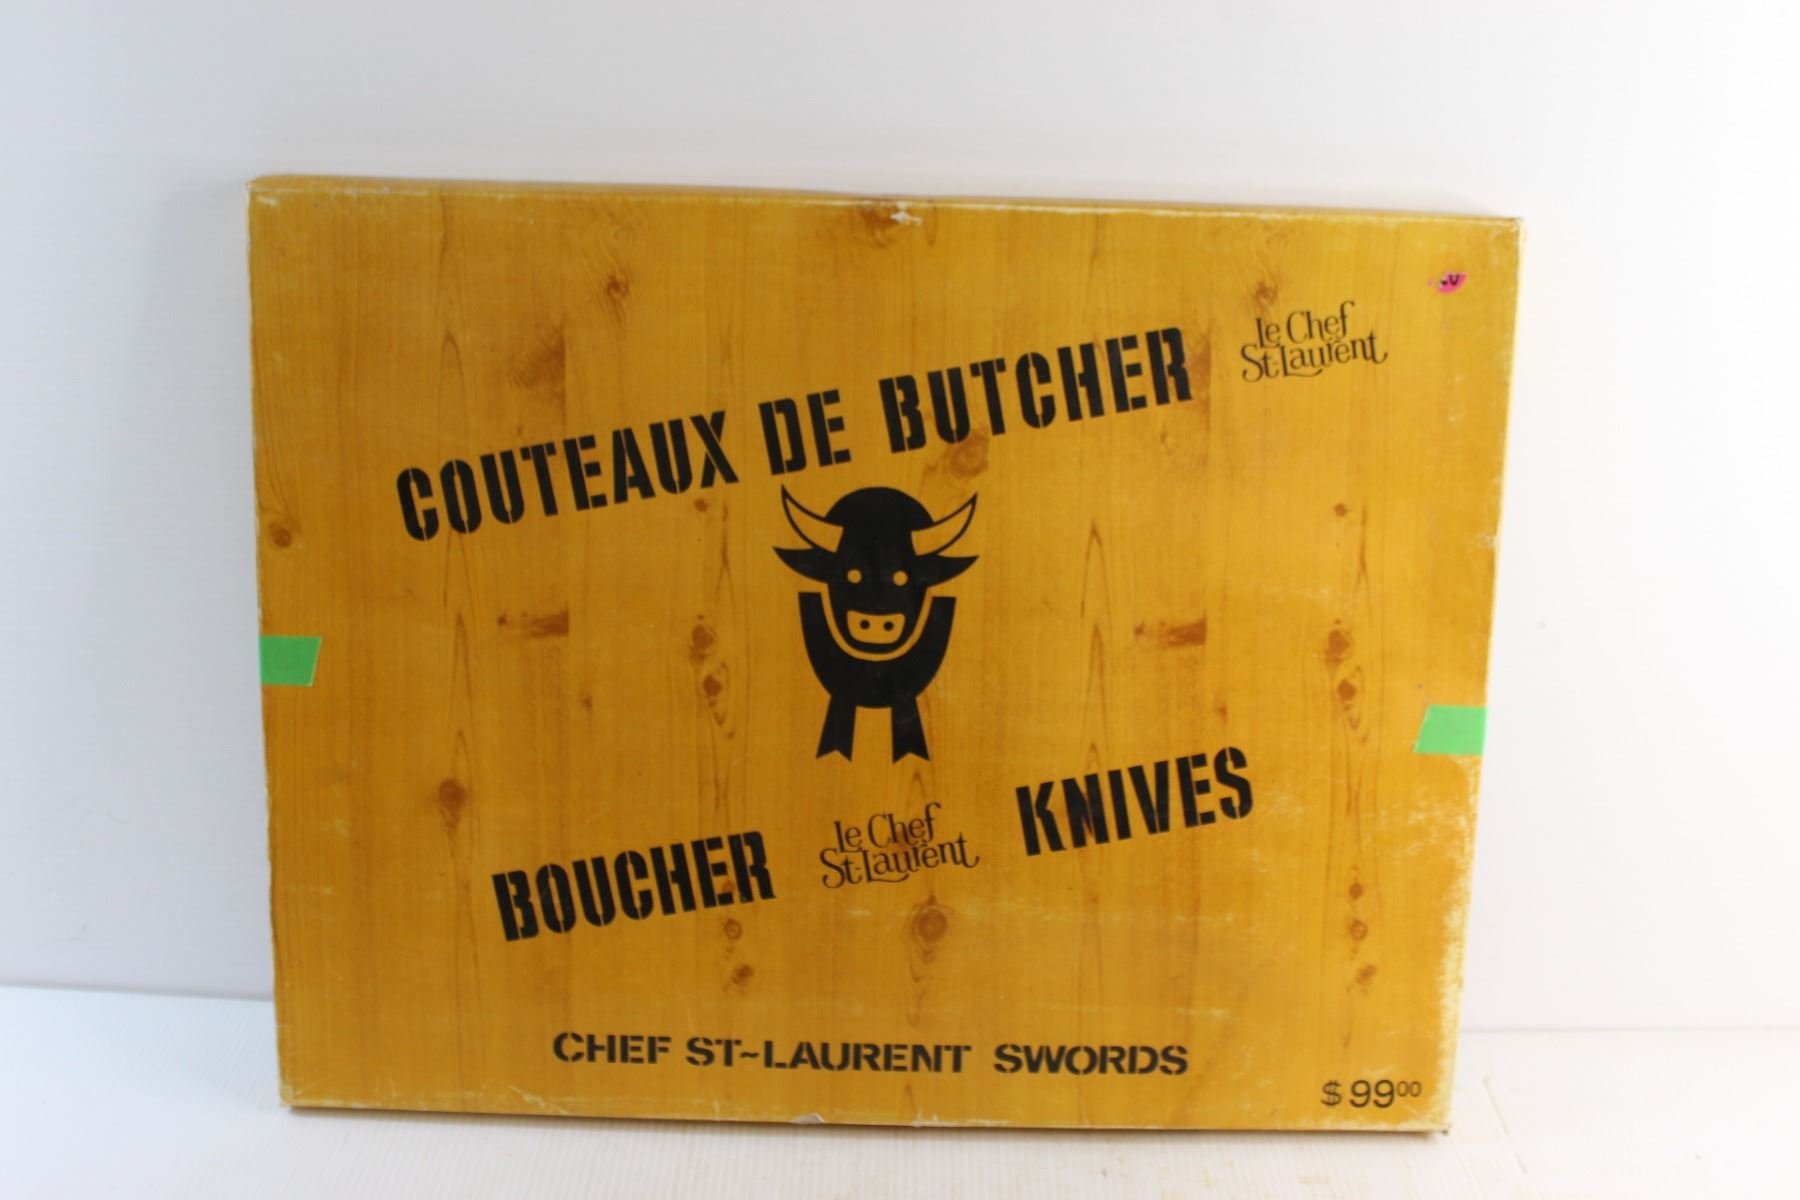 le Chef
St-Laurent
COUTEAUX DE BUTCHER
BOUCHER
le Chef
St-Laurent
KNIVES
CHEF ST~LAURENT SWORDS
$9900